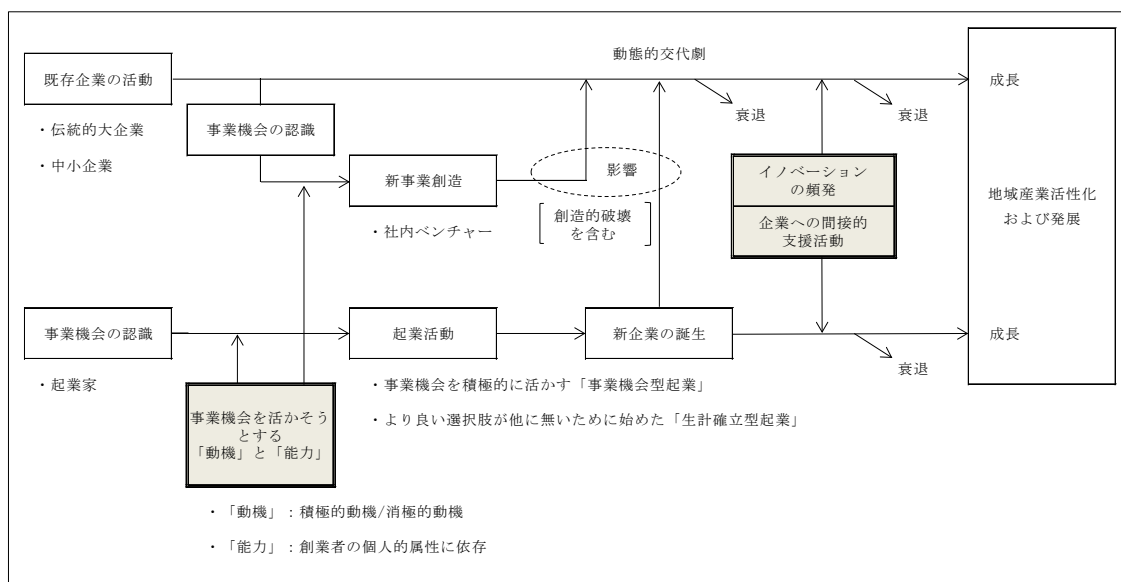 動態的交代劇
既存企業の活動
成長
・伝統的大企業
・中小企業
事業機会の認識
衰退
衰退
新事業創造
影響
・社内ベンチャー
創造的破壊
を含む
イノベーション
の頻発
企業への間接的
支援活動
地域産業活性化
および発展
事業機会の認識
起業活動
新企業の誕生
成長
・起業家
衰退
・事業機会を積極的に活かす「事業機会型起業」
・より良い選択肢が他に無いために始めた「生計確立型起業」
事業機会を活かそう
とする
「動機」と「能力」
・「動機」：積極的動機/消極的動機
・「能力」：創業者の個人的属性に依存